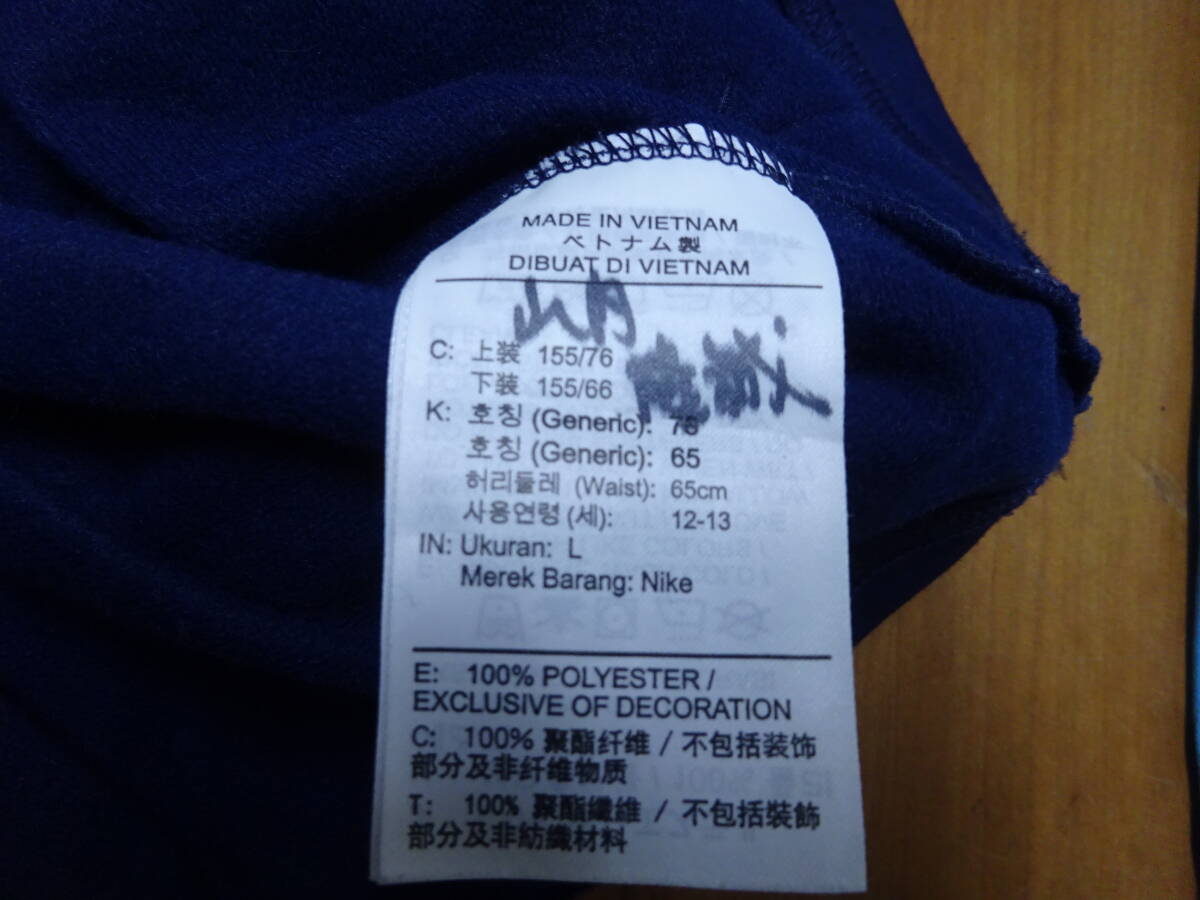 MADE IN VIETNAM
ベトナム製
DIBUAT DI VIETNAM
C: 上装 155/76
下装 155/66
K: 호칭 (Generic): 76
호칭 (Generic): 65
허리둘레 (Waist): 65cm
사용연령 (세): 12-13
IN: Ukuran: L
Merek Barang: Nike
E: 100% POLYESTER /
EXCLUSIVE OF DECORATION
C: 100% 聚酯纤维 / 不包括装饰
部分及非纤维物质
T: 100% 聚酯纖維 / 不包括裝飾
部分及非紡織材料